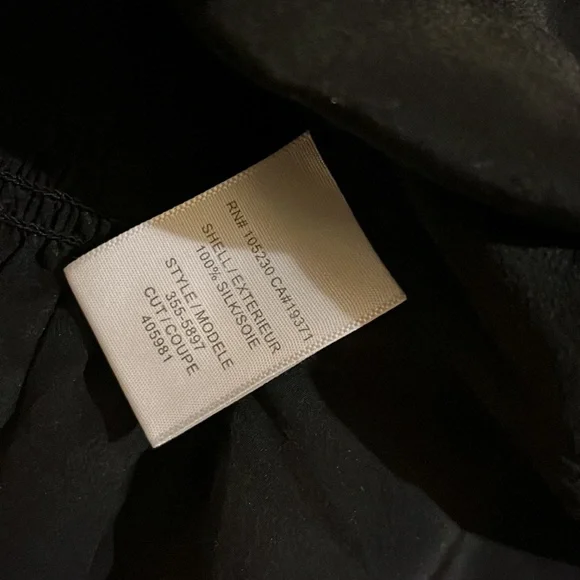 RN# 105230 CA#19371
SHELL/EXTERIEUR
100% SILK/SOIE
STYLE/MODELE
355-5897
CUT/COUPE
405981